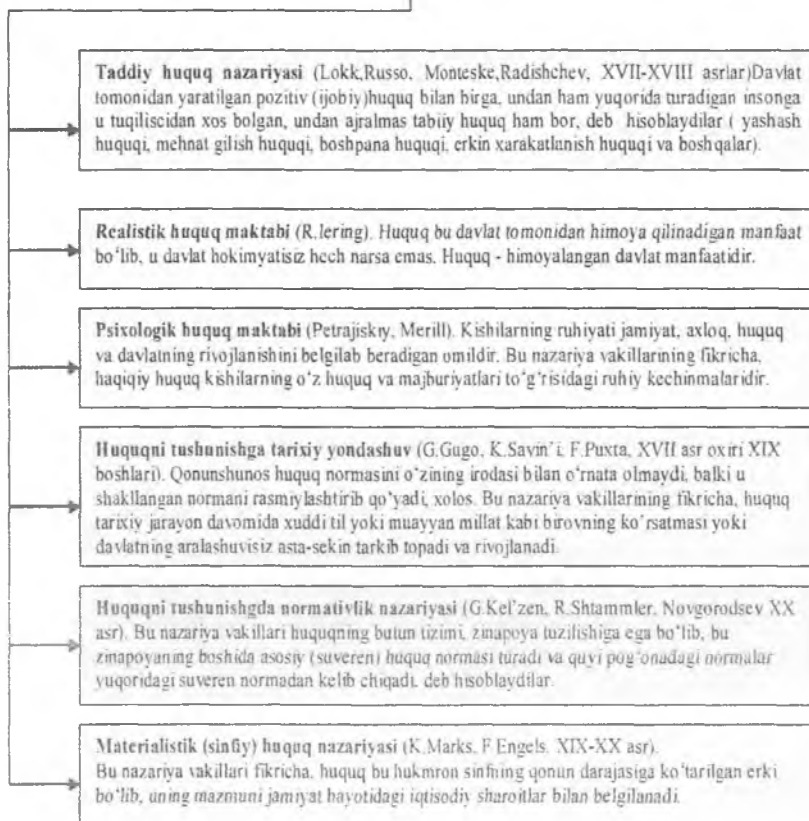 Taddiy huquq nazariyasi (Lokk,Russo, Monteske,Radishchev, XVII-XVIII asrlar)Davlat
tomonidan yaratilgan pozitiv (ijobiy)huquq bilan birga, undan ham yuqorida turadigan insonga
u tuqiliscidan xos bolgan, undan ajralmas tabiiy huquq ham bor, deb hisoblaydilar ( yashash
huquqi, mehnat gilish huquqi, boshpana huquqi, erkin xarakatlanish huquqi va boshqalar).
Realistik huquq maktabi (R.Iering). Huquq bu davlat tomonidan himoya qilinadigan manfaat
bo‘lib, u davlat hokimyatisiz hech narsa emas. Huquq - himoyalangan davlat manfaatidir.
Psixologik huquq maktabi (Petrajiskiy, Merill). Kishilarning ruhiyati jamiyat, axloq, huquq
va davlatning rivojlanishini belgilab beradigan omildir. Bu nazariya vakillarining fikricha,
haqiqiy huquq kishilarning o‘z huquq va majburiyatlari to‘g‘risidagi ruhiy kechinmalaridir.
Huquqni tushunishga tarixiy yondashuv (G.Gugo, K.Savin’i, F.Puxta, XVII asr oxiri XIX
boshlari). Qonunshunos huquq normasini o‘zining irodasi bilan o‘rnata olmaydi, balki u
shakllangan normani rasmiylashtirib qo‘yadi, xolos. Bu nazariya vakillarining fikricha, huquq
tarixiy jarayon davomida xuddi til yoki muayyan millat kabi birovning ko‘rsatmasi yoki
davlatning aralashuvisiz asta-sekin tarkib topadi va rivojlanadi.
Huquqni tushunishgda normativlik nazariyasi (G.Kel’zen, R.Shtammler, Novgorodsev XX
asr). Bu nazariya vakillari huquqning butun tizimi, zinapoya tuzilishiga ega bo‘lib, bu
zinapoyaning boshida asosiy (suveren) huquq normasi turadi va quyi pog‘onadagi normalar
yuqoridagi suveren normadan kelib chiqadi, deb hisoblaydilar.
Materialistik (sinfiy) huquq nazariyasi (K.Marks, F.Engels, XIX-XX asr).
Bu nazariya vakillari fikricha, huquq bu hukmron sinfning qonun darajasiga ko‘tarilgan erki
bo‘lib, uning mazmuni jamiyat hayotidagi iqtisodiy sharoitlar bilan belgilanadi.